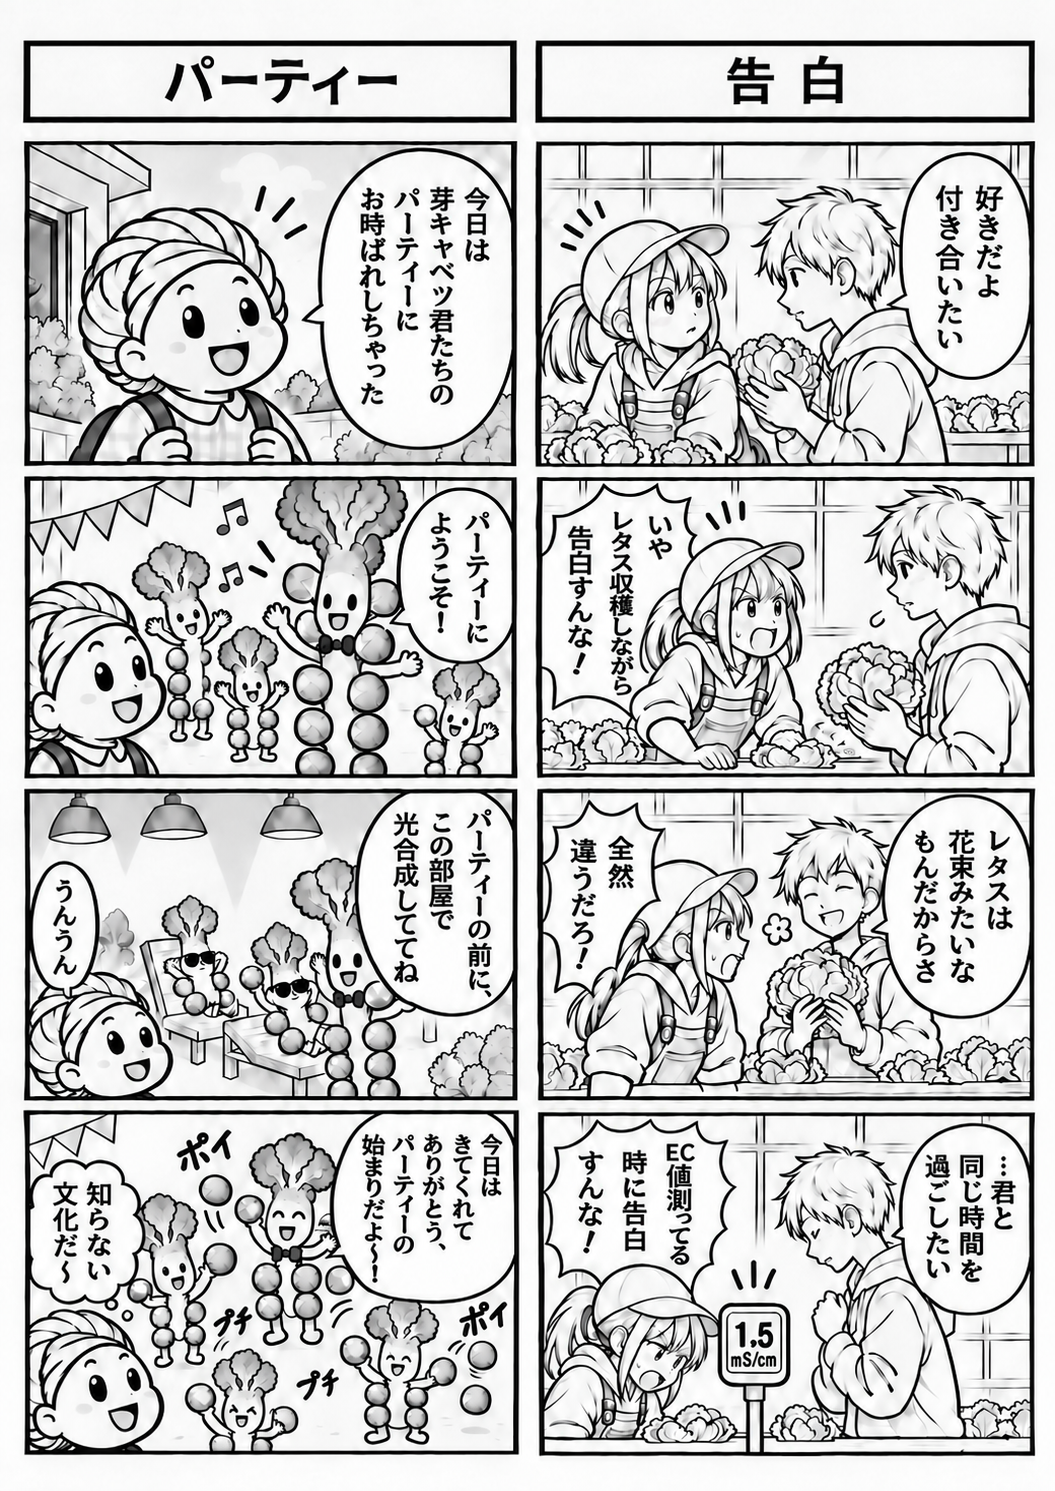 告白
好きだよ
付き合いたい
いや
レタス収穫しながら
告白すんな！
レタスは
花束みたいな
もんだからさ
全然
違うだろ！
…君と
同じ時間を
過ごしたい
EC値測ってる
時に告白
すんな！
1,5
mS/cm
パーティー
今日は
芽キャベツ君たちの
パーティーに
お呼ばれしちゃった
パーティーに
ようこそ！
パーティーの前に、
この部屋で
光合成しててね
うんうん
今日は
きてくれて
ありがとう、
パーティーの
始まりだよ〜！
ポイ
知らない
文化だ〜
プチ
ポイ
プチ